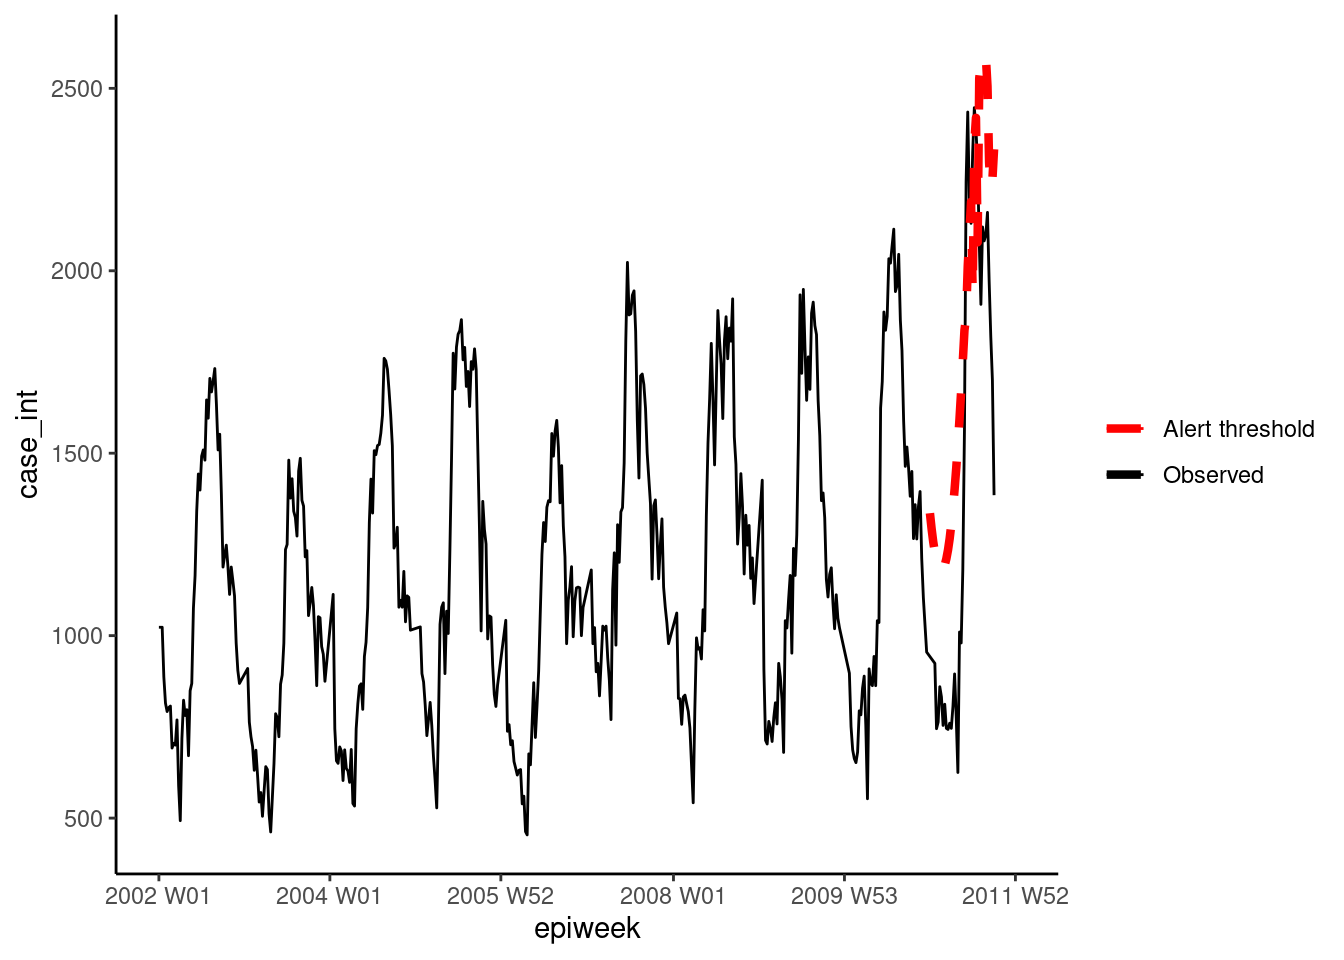 2500
2000
1500
1000
500
case_int
2002 W01
2004 W01
2005 W52
2008 W01
2009 W53
2011 W52
epiweek
Alert threshold
Observed